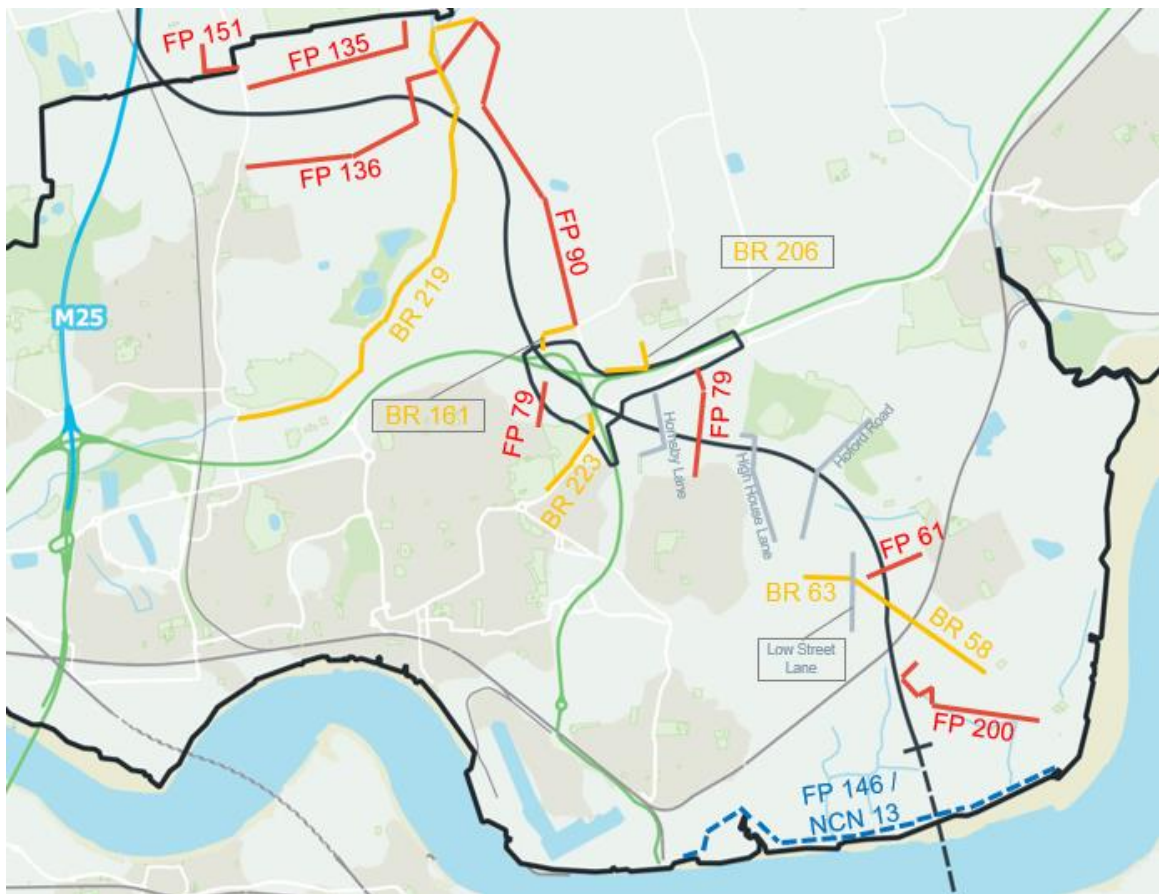 FP 151
FP 135
FP 136
FP 90
BR 206
BR 219
M25
BR 161
FP 79
FP 79
BR 223
Hornsby Lane
High House Lane
Hoford Road
FP 61
BR 63
BR 58
Low Street
Lane
FP 200
FP 146 /
NCN 13